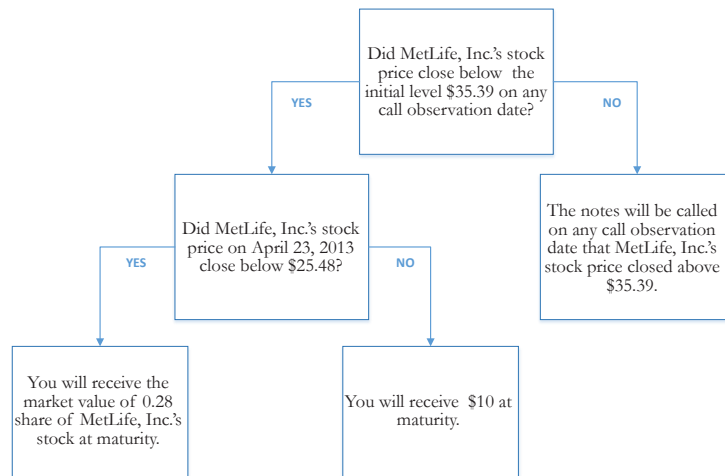 Did MetLife, Inc.'s stock
price close below the
initial level $35.39 on any
call observation date?
YES
NO
Did MetLife, Inc.'s stock
price on April 23, 2013
close below $25.48?
The notes will be called
on any call observation
date that MetLife, Inc.'s
stock price closed above
$35.39.
YES
NO
You will receive the
market value of 0.28
share of MetLife, Inc.'s
stock at maturity.
You will receive $10 at
maturity.